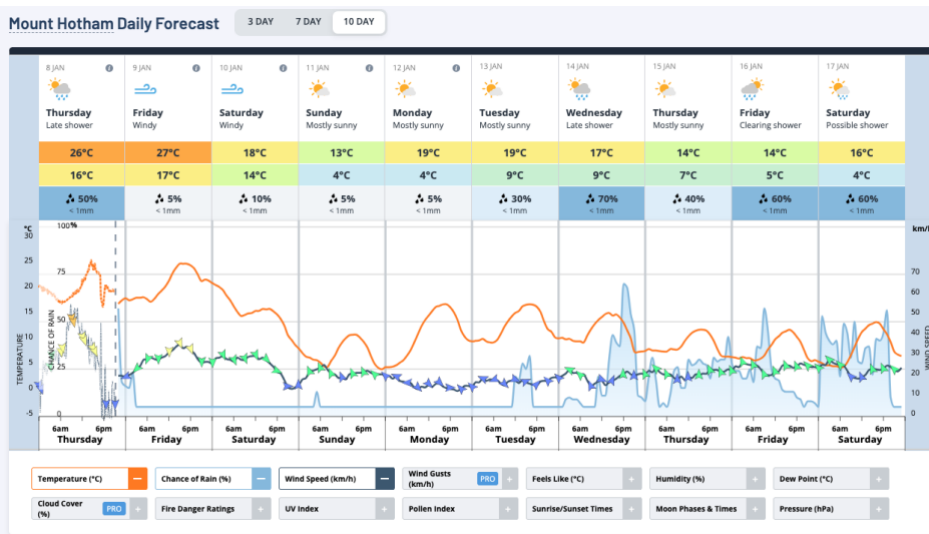 Mount Hotham Daily Forecast 3 DAY 7 DAY 10 DAY
8 JAN 9 JAN 10 JAN 11 JAN 12 JAN 13 JAN 14 JAN 15 JAN 16 JAN 17 JAN
Thursday Friday Saturday Sunday Monday Tuesday Wednesday Thursday Friday Saturday
Late shower Windy Windy Mostly sunny Mostly sunny Mostly sunny Late shower Mostly sunny Clearing shower Possible shower
26°C 27°C 18°C 13°C 19°C 19°C 17°C 14°C 14°C 16°C
16°C 17°C 14°C 4°C 4°C 9°C 9°C 7°C 5°C 4°C
50% 5% 10% 5% 5% 30% 70% 40% 60% 60%
< 1mm < 1mm < 1mm < 1mm < 1mm < 1mm < 1mm < 1mm < 1mm < 1mm
°C 100% km/h
30
25
20
15
10
5
0
-5
TEMPERATURE
75
50
25
0
CHANCE OF RAIN
70
60
50
40
30
20
10
0
WIND SPEED (km/h)
6am 6pm 6am 6pm 6am 6pm 6am 6pm 6am 6pm 6am 6pm 6am 6pm 6am 6pm 6am 6pm 6am 6pm
Thursday Friday Saturday Sunday Monday Tuesday Wednesday Thursday Friday Saturday
Temperature (°C) − Chance of Rain (%) − Wind Speed (km/h) − Wind Gusts (km/h) PRO + Feels Like (°C) + Humidity (%) + Dew Point (°C) +
Cloud Cover (%) PRO + Fire Danger Ratings + UV Index + Pollen Index + Sunrise/Sunset Times + Moon Phases & Times + Pressure (hPa) +